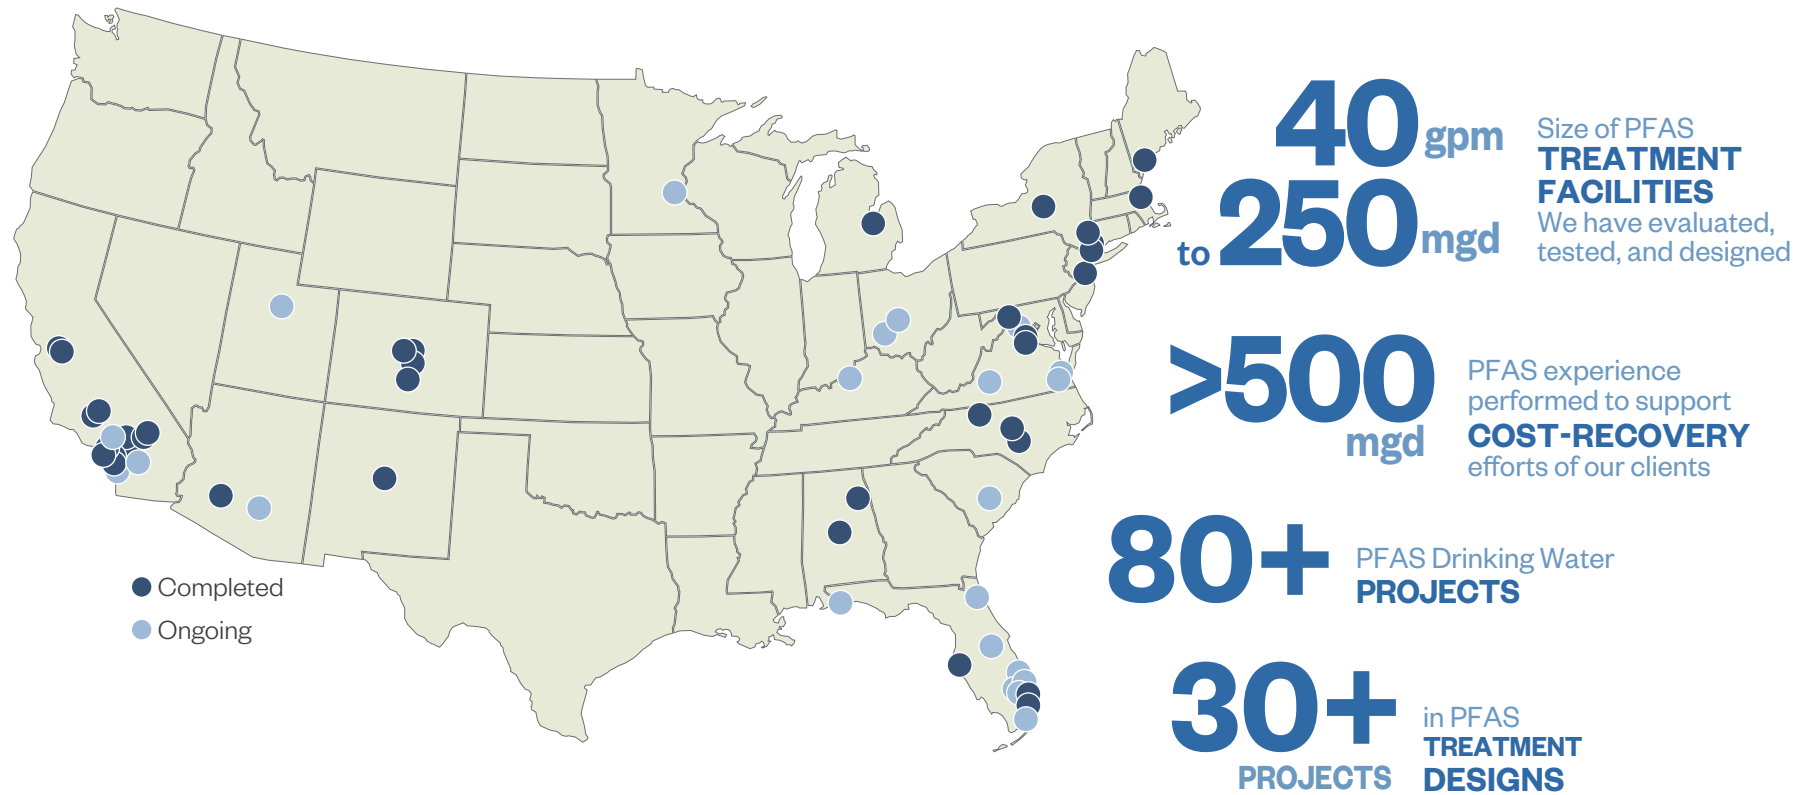 40 gpm
to 250 mgd
Size of PFAS
TREATMENT
FACILITIES
We have evaluated,
tested, and designed
>500
mgd
PFAS experience
performed to support
COST-RECOVERY
efforts of our clients
80+
PFAS Drinking Water
PROJECTS
30+
PROJECTS
in PFAS
TREATMENT
DESIGNS
Completed
Ongoing